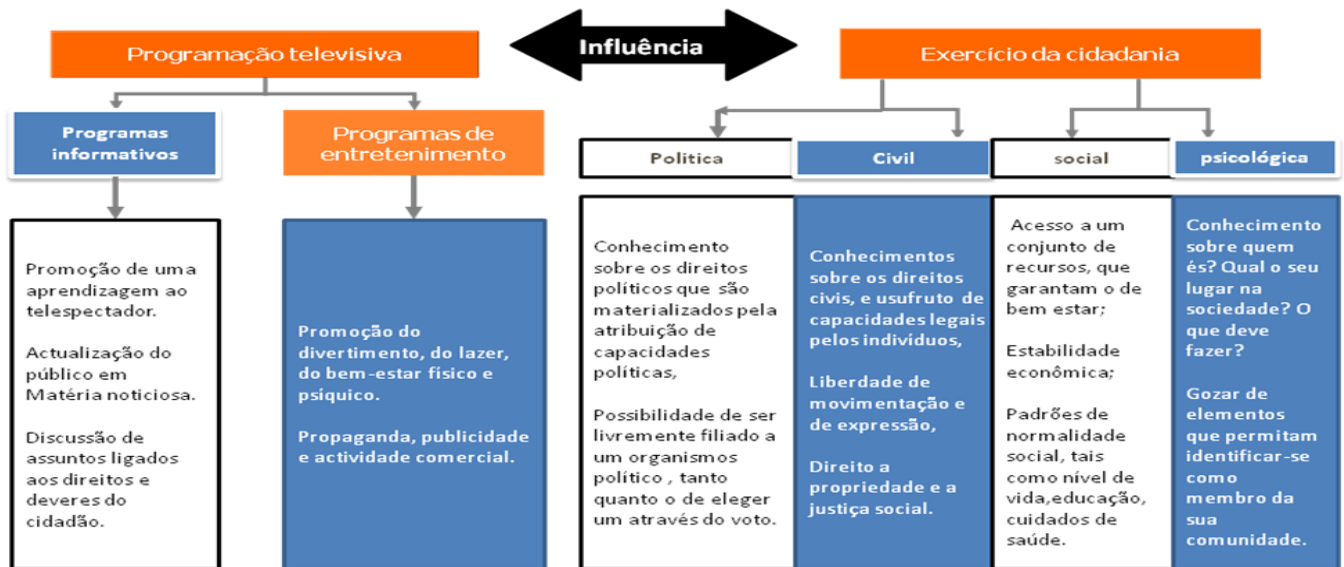 Programação televisiva
Influência
Exercício da cidadania
Programas
informativos
Programas de
entretenimento
Politica
Civil
social
psicológica
Promoção de uma
aprendizagem ao
telespectador.
Actualização do
público em
Matéria noticiosa.
Discussão de
assuntos ligados
aos direitos e
deveres do
cidadão.
Promoção do
divertimento, do lazer,
do bem-estar físico e
psíquico.
Propaganda, publicidade
e actividade comercial.
Conhecimento
sobre os direitos
políticos que são
materializados pela
atribuição de
capacidades
políticas,
Possibilidade de ser
livremente filiado a
um organismos
político , tanto
quanto o de eleger
um através do voto.
Conhecimentos
sobre os direitos
civis, e usufruto de
capacidades legais
pelos indivíduos,
Liberdade de
movimentação e
de expressão,
Direito a
propriedade e a
justiça social.
Acesso a um
conjunto de
recursos, que
garantam o de
bem estar;
Estabilidade
econômica;
Padrões de
normalidade
social, tais
como nível de
vida,educação,
cuidados de
saúde.
Conhecimento
sobre quem
és? Qual o seu
lugar na
sociedade? O
que deve
fazer?
Gozar de
elementos
que permitam
identificar-se
como
membro da
sua
comunidade.